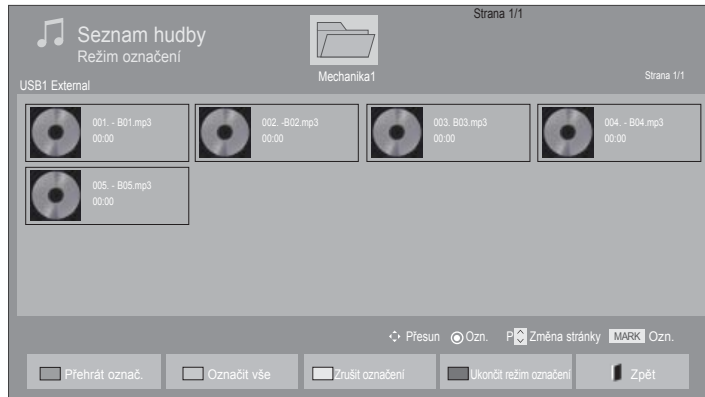 Strana 1/1
Seznam hudby
Režim označení
Mechanika1
Strana 1/1
USB1 External
001. - B01.mp3
00:00
002. -B02.mp3
00:00
003. B03.mp3
00:00
004. - B04.mp3
00:00
005. - B05.mp3
00:00
Přesun Ozn. P Změna stránky MARK Ozn.
Přehrát označ. Označit vše Zrušit označení Ukončit režim označení Zpět